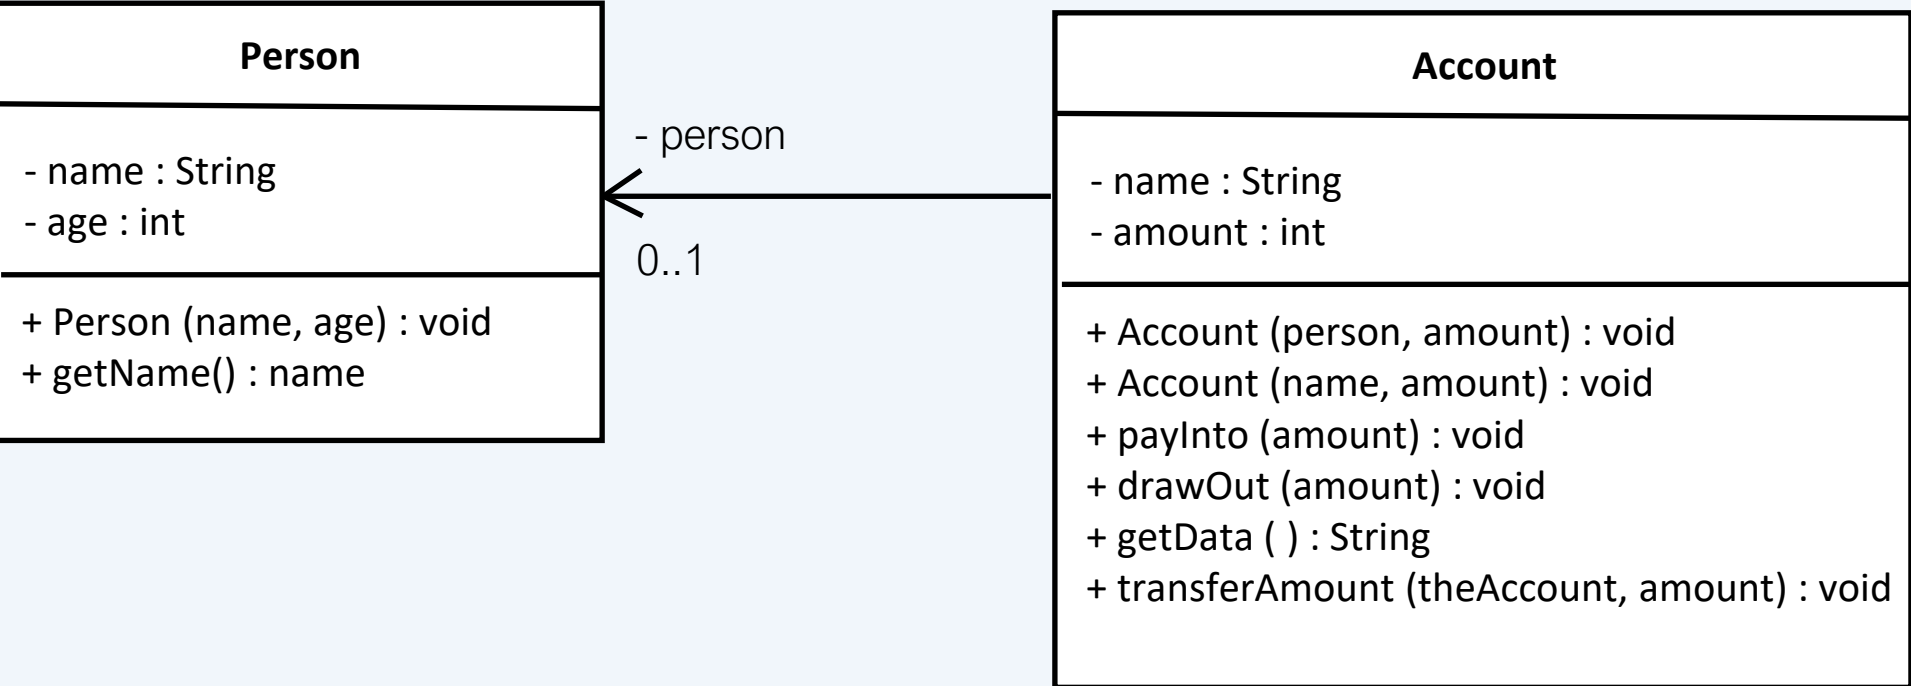 Person
- name : String
- age : int
+ Person (name, age) : void
+ getName() : name
- person
0..1
Account
- name : String
- amount : int
+ Account (person, amount) : void
+ Account (name, amount) : void
+ payInto (amount) : void
+ drawOut (amount) : void
+ getData ( ) : String
+ transferAmount (theAccount, amount) : void